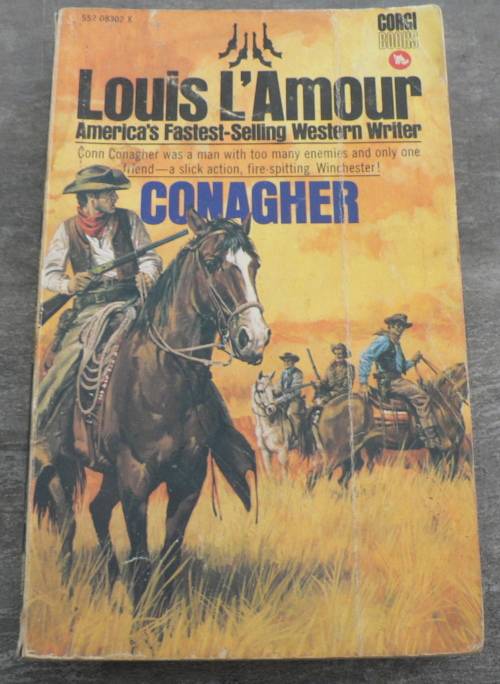 552 08302 X
CORGI
BOOKS
Louis L'Amour
America's Fastest-Selling Western Writer
Conn Conagher was a man with too many enemies and only one
friend—a slick action, fire-spitting Winchester!
CONAGHER